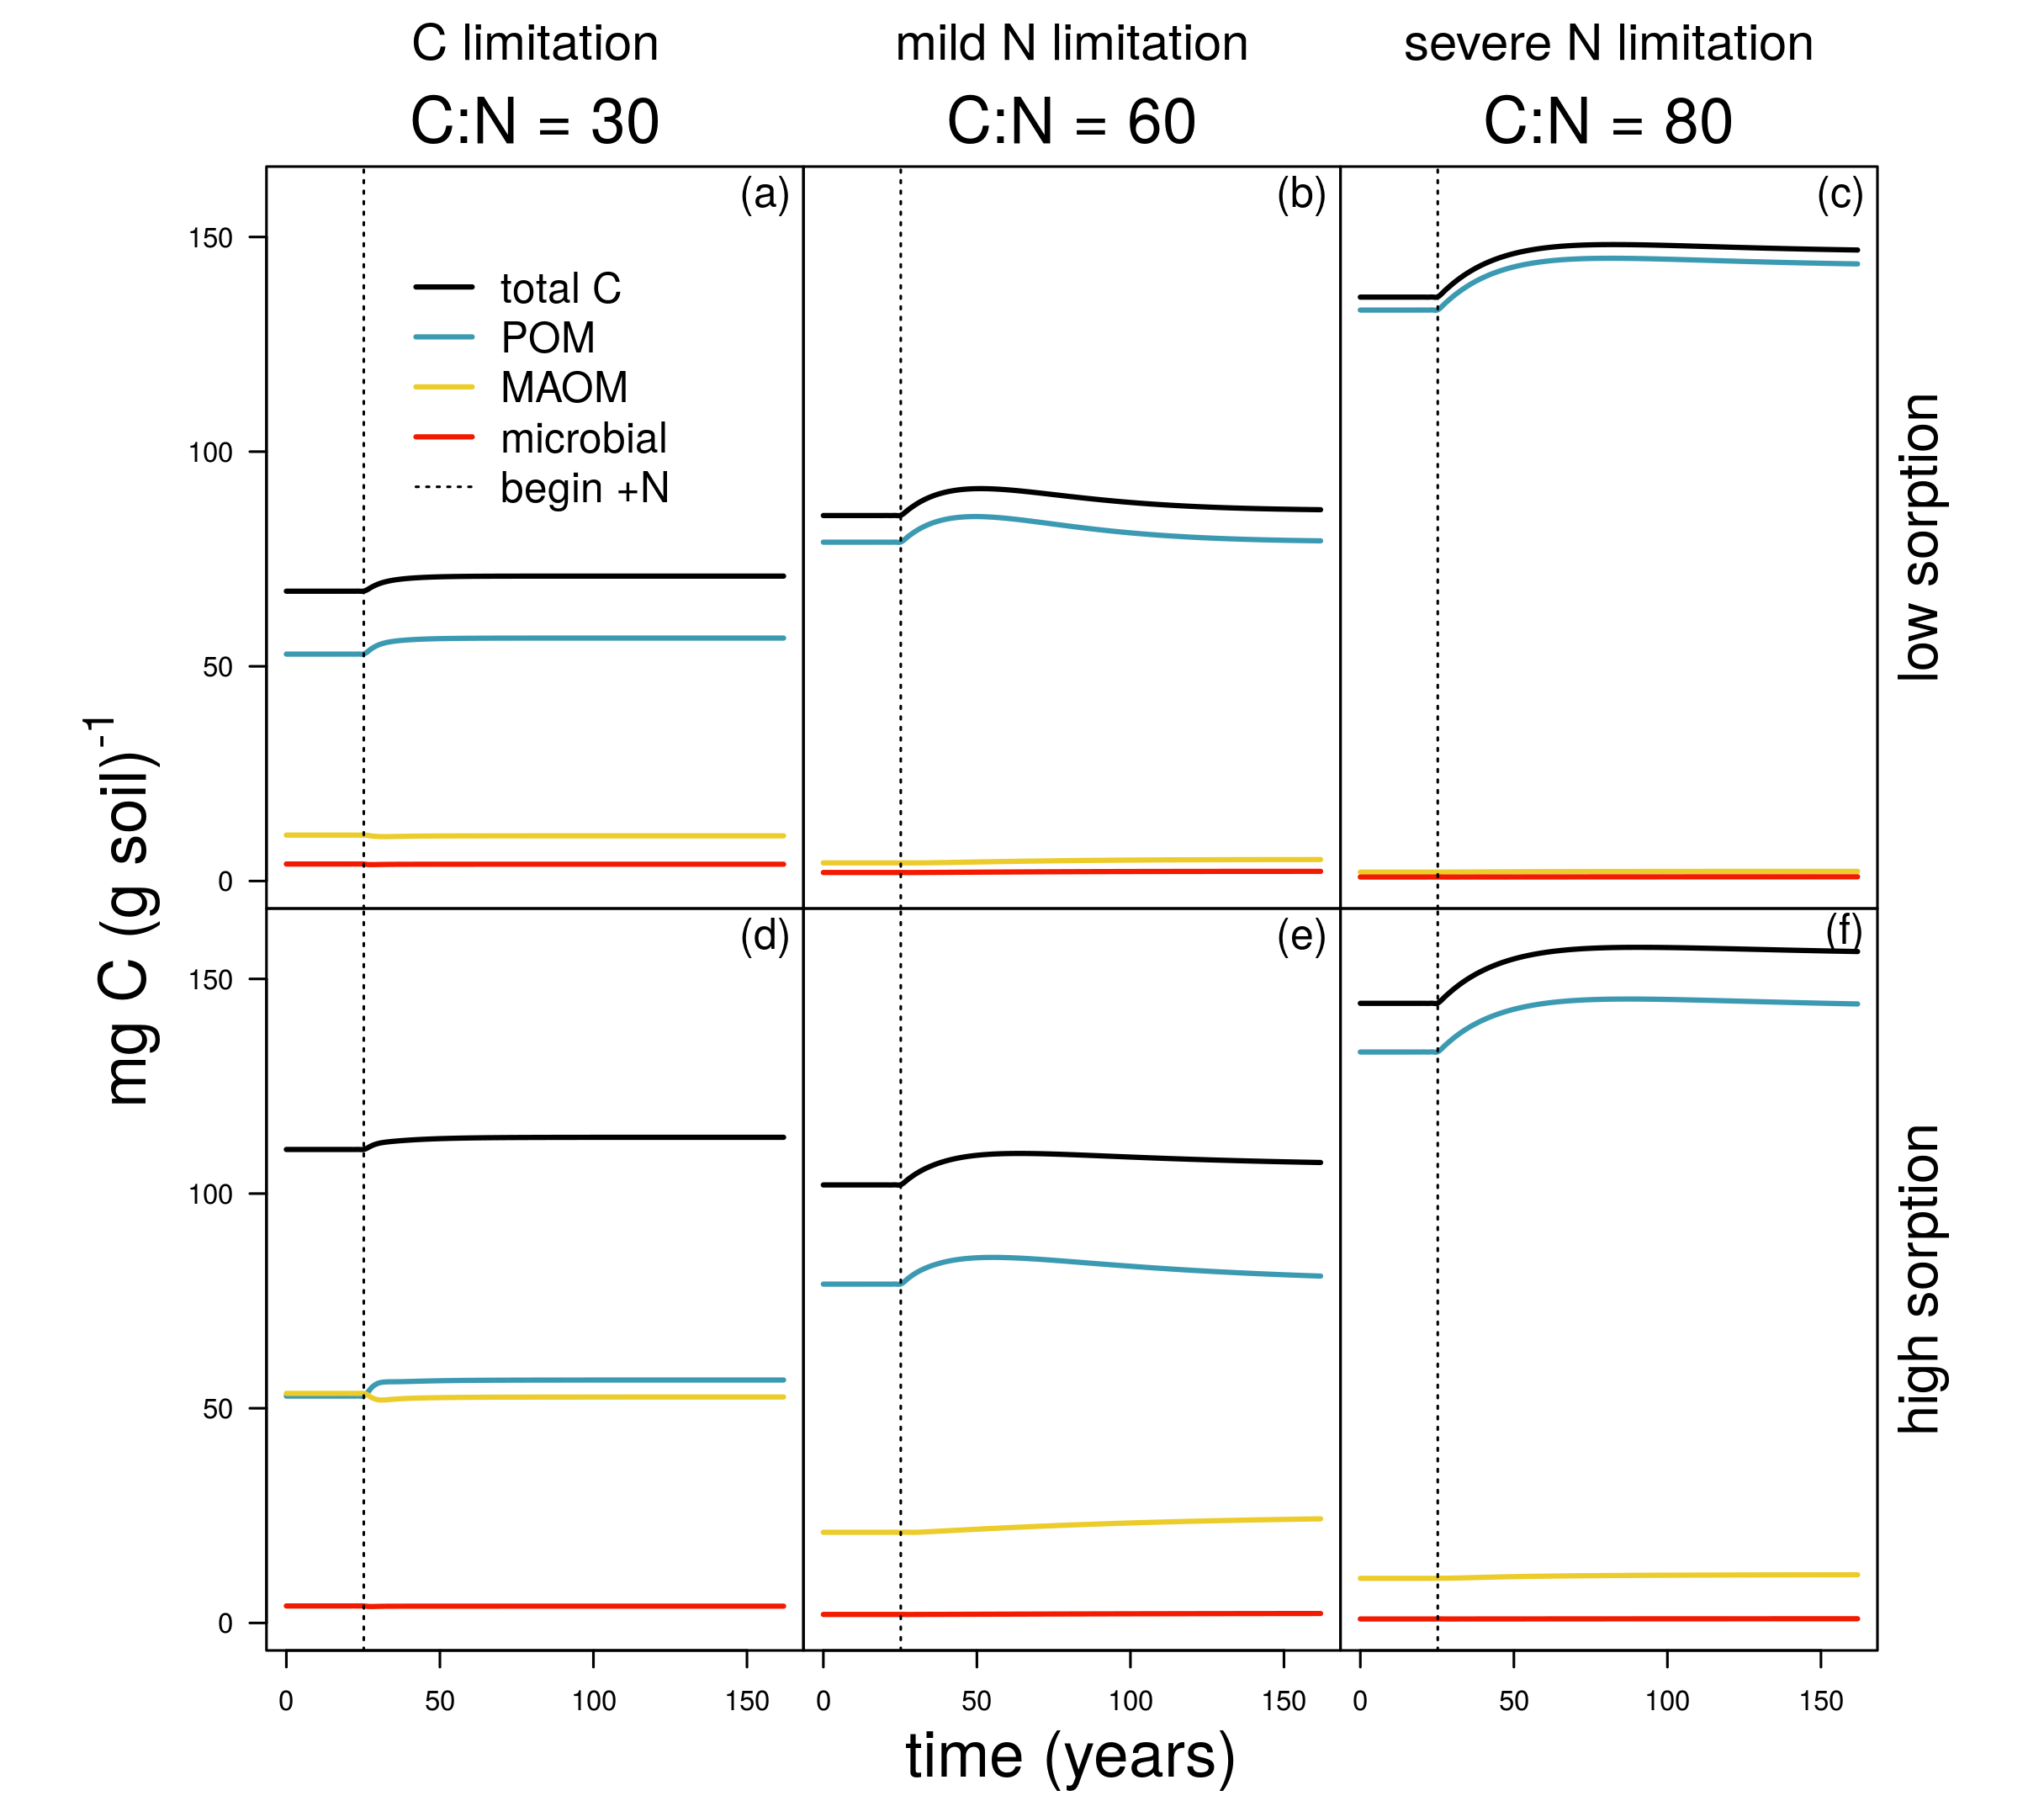 C limitation
mild N limitation
severe N limitation
C:N = 30
C:N = 60
C:N = 80
(a)
(b)
(c)
150
100
50
0
total C
POM
MAOM
microbial
begin +N
low sorption
mg C (g soil)-1
(d)
(e)
(f)
150
100
50
0
high sorption
0
50
100
150
0
50
100
150
0
50
100
150
time (years)